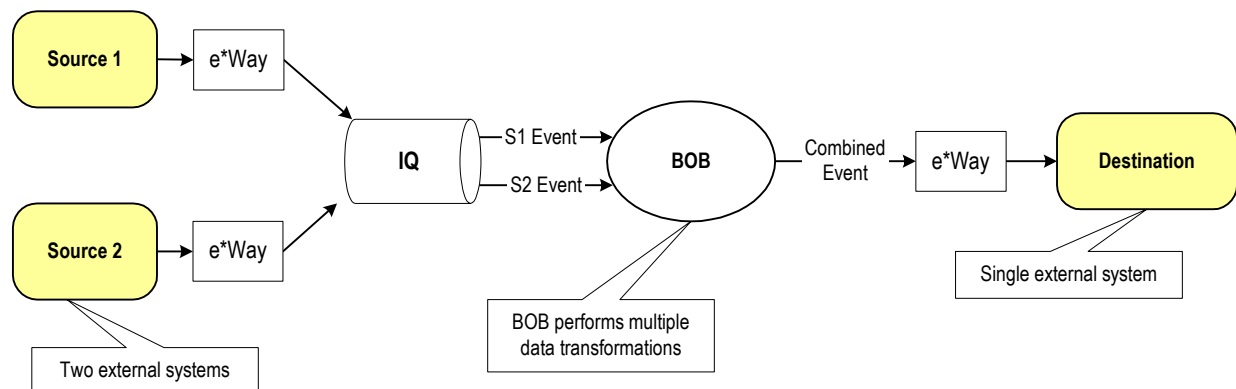 Source 1
e*Way
IQ
S1 Event
S2 Event
BOB
Combined
Event
e*Way
Destination
Source 2
e*Way
Single external system
BOB performs multiple
data transformations
Two external systems